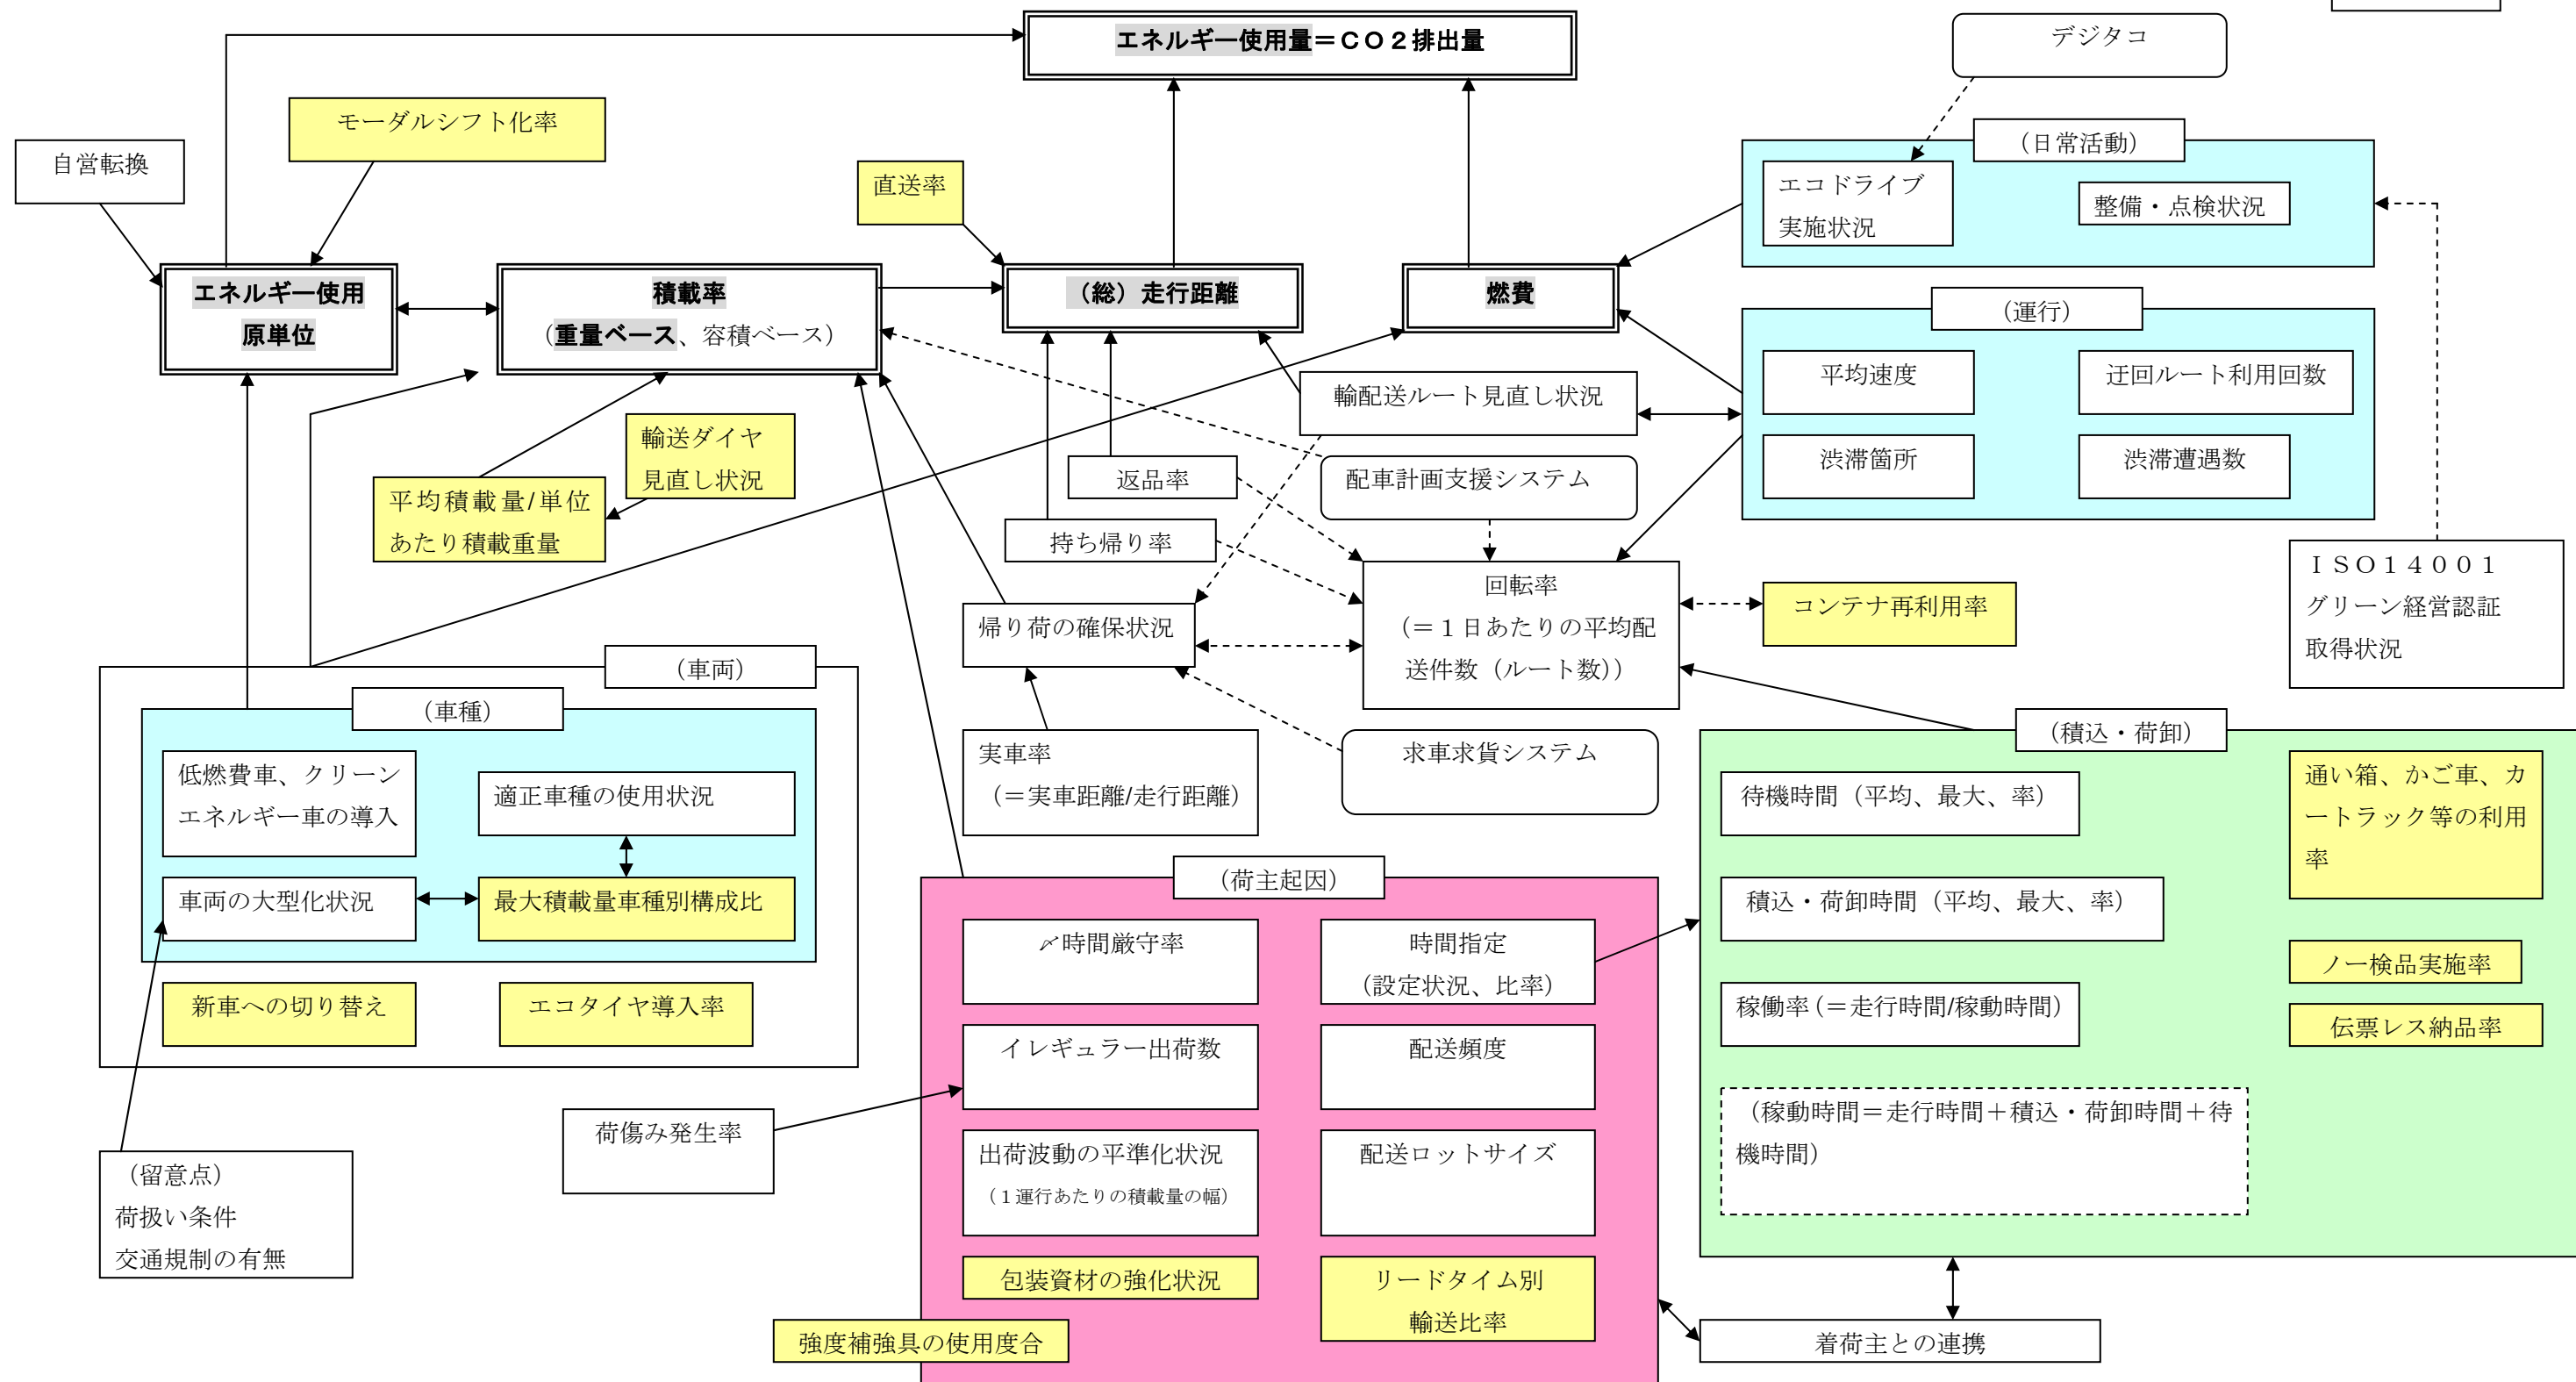 エネルギー使用量＝ＣＯ２排出量
デジタコ
モーダルシフト化率
自営転換
直送率
（日常活動）
エコドライブ
実施状況
整備・点検状況
エネルギー使用
原単位
積載率
（重量ベース、容積ベース）
（総）走行距離
燃費
（運行）
平均速度
迂回ルート利用回数
渋滞箇所
渋滞遭遇数
輸配送ルート見直し状況
輸送ダイヤ
見直し状況
平均積載量/単位
あたり積載重量
返品率
配車計画支援システム
持ち帰り率
回転率
（＝１日あたりの平均配
送件数（ルート数））
コンテナ再利用率
ＩＳＯ１４００１
グリーン経営認証
取得状況
帰り荷の確保状況
（車両）
（車種）
低燃費車、クリーン
エネルギー車の導入
適正車種の使用状況
車両の大型化状況
最大積載量車種別構成比
新車への切り替え
エコタイヤ導入率
実車率
（＝実車距離/走行距離）
求車求貨システム
（積込・荷卸）
待機時間（平均、最大、率）
通い箱、かご車、カ
ートラック等の利用
率
積込・荷卸時間（平均、最大、率）
ノー検品実施率
稼働率（＝走行時間/稼動時間）
伝票レス納品率
（稼動時間＝走行時間＋積込・荷卸時間＋待
機時間）
（荷主起因）
〆時間厳守率
時間指定
（設定状況、比率）
イレギュラー出荷数
配送頻度
荷傷み発生率
出荷波動の平準化状況
（１運行あたりの積載量の幅）
配送ロットサイズ
（留意点）
荷扱い条件
交通規制の有無
包装資材の強化状況
リードタイム別
輸送比率
強度補強具の使用度合
着荷主との連携